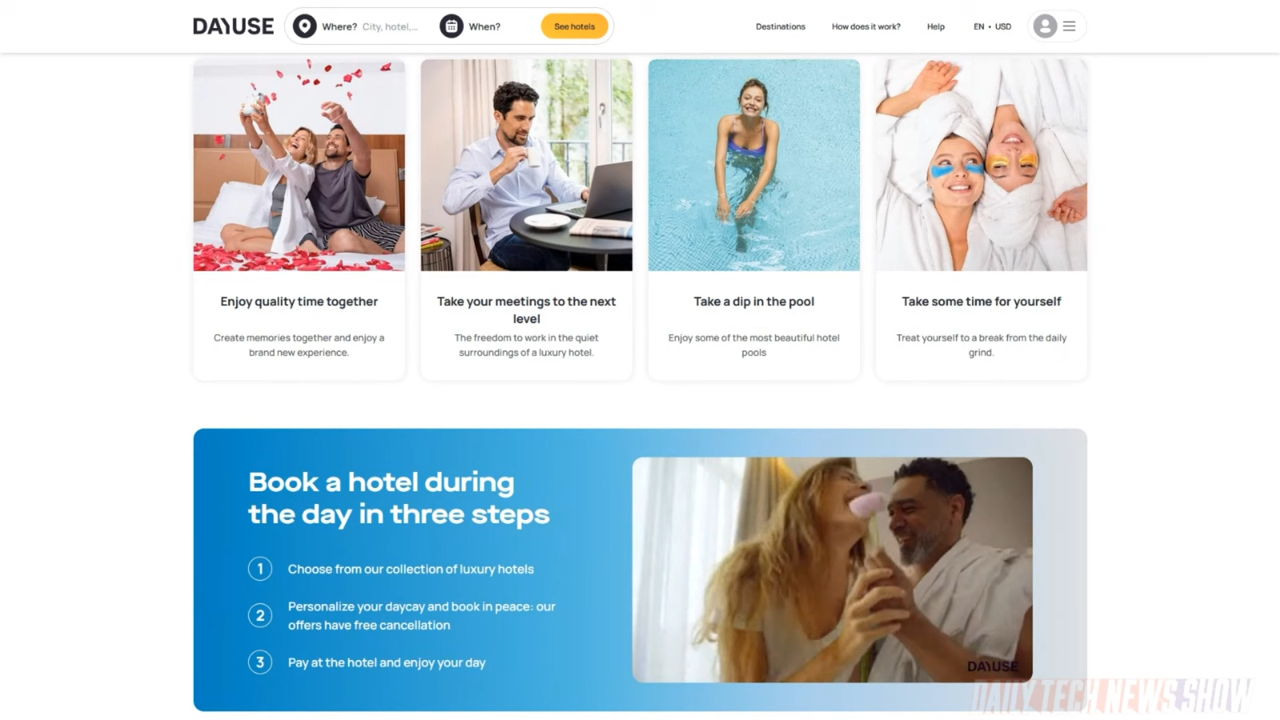 DAYUSE
Where? City, hotel,...
When?
See hotels
Destinations
How does it work?
Help
EN • USD
Enjoy quality time together
Create memories together and enjoy a
brand new experience.
Take your meetings to the next
level
The freedom to work in the quiet
surroundings of a luxury hotel.
Take a dip in the pool
Enjoy some of the most beautiful hotel
pools
Take some time for yourself
Treat yourself to a break from the daily
grind.
Book a hotel during
the day in three steps
1 Choose from our collection of luxury hotels
2 Personalize your daycay and book in peace: our
offers have free cancellation
3 Pay at the hotel and enjoy your day
DAYUSE
DAILY TECH NEWS SHOW